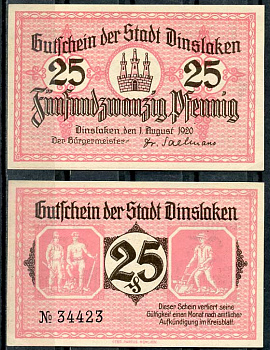 Gutschein der Stadt Dinslaken
25 25
Fünfundzwanzig Pfennig
Dinslaken den 1. August 1920
Der Bürgermeister
Gutschein der Stadt Dinslaken
25
₰
Dieser Schein verliert seine
Gültigkeit einen Monat nach amtlicher
Aufkündigung im Kreisblatt.
№ 34423